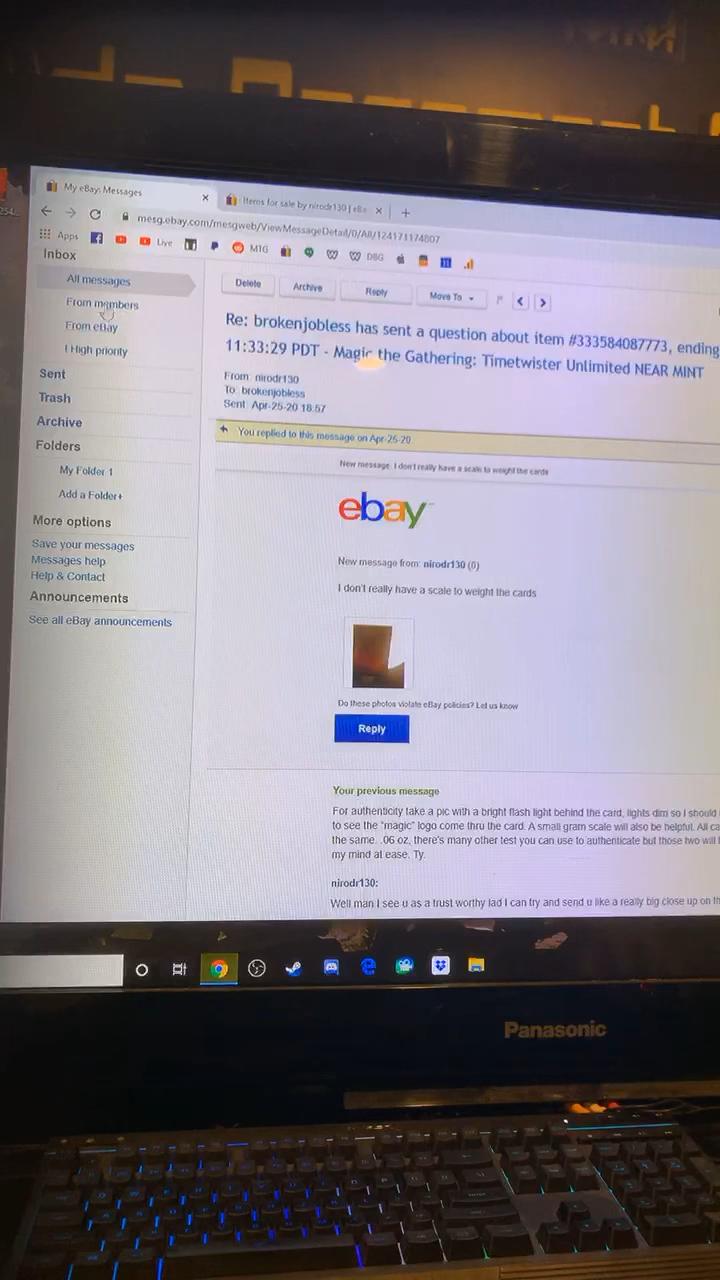 My eBay: Messages
Items for sale by nirodr130 | eBa
mesg.ebay.com/mesgweb/ViewMessageDetail/0/All/124171174807
Apps
Live
MTG
DBG
Inbox
All messages
From members
From eBay
! High priority
Sent
Trash
Archive
Folders
My Folder 1
Add a Folder+
More options
Save your messages
Messages help
Help & Contact
Announcements
See all eBay announcements
Delete
Archive
Reply
Move To
Re: brokenjobless has sent a question about item #333584087773, ending
11:33:29 PDT - Magic the Gathering: Timetwister Unlimited NEAR MINT
From: nirodr130
To: brokenjobless
Sent: Apr-25-20 18:57
You replied to this message on Apr-25-20
New message: I don't really have a scale to weight the cards
ebay
New message from: nirodr130 (0)
I don't really have a scale to weight the cards
Do these photos violate eBay policies? Let us know
Reply
Your previous message
For authenticity take a pic with a bright flash light behind the card, lights dim so I should
to see the "magic" logo come thru the card. A small gram scale will also be helpful. All ca
the same. .06 oz, there's many other test you can use to authenticate but those two will
my mind at ease. Ty.
nirodr130:
Well man I see u as a trust worthy lad I can try and send u like a really big close up on th
Panasonic